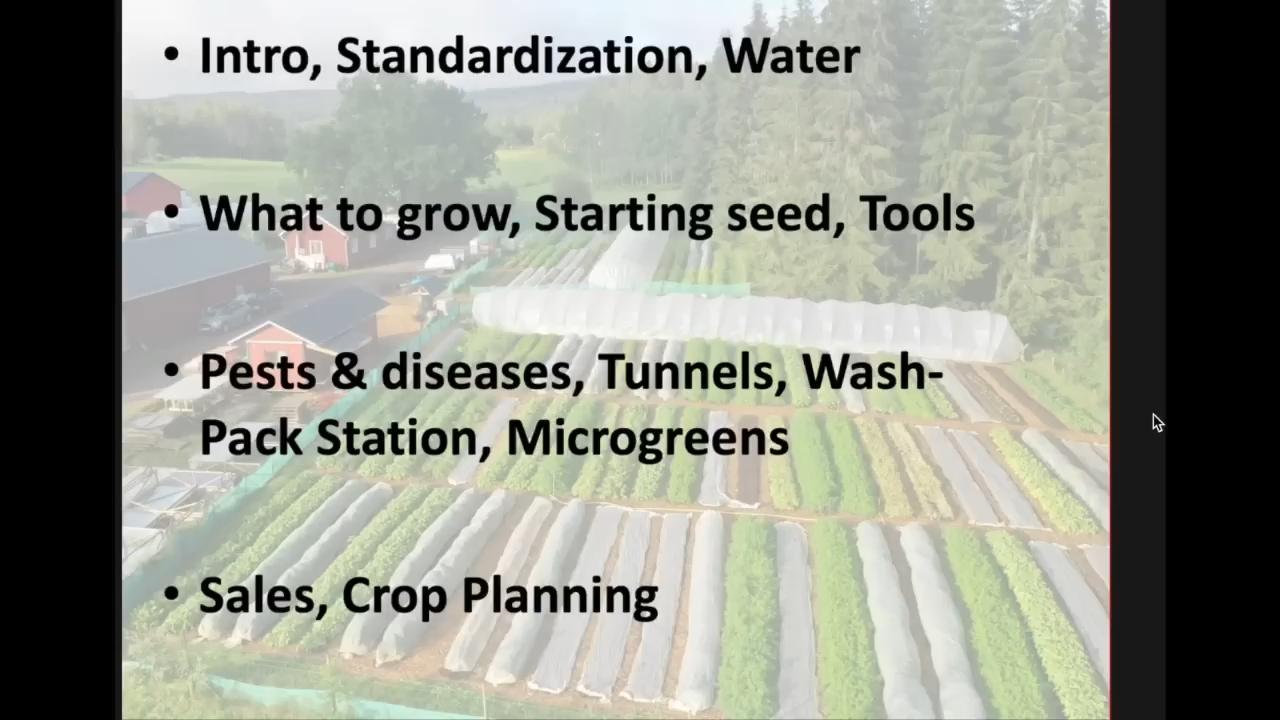 • Intro, Standardization, Water
• What to grow, Starting seed, Tools
• Pests & diseases, Tunnels, Wash-
Pack Station, Microgreens
• Sales, Crop Planning